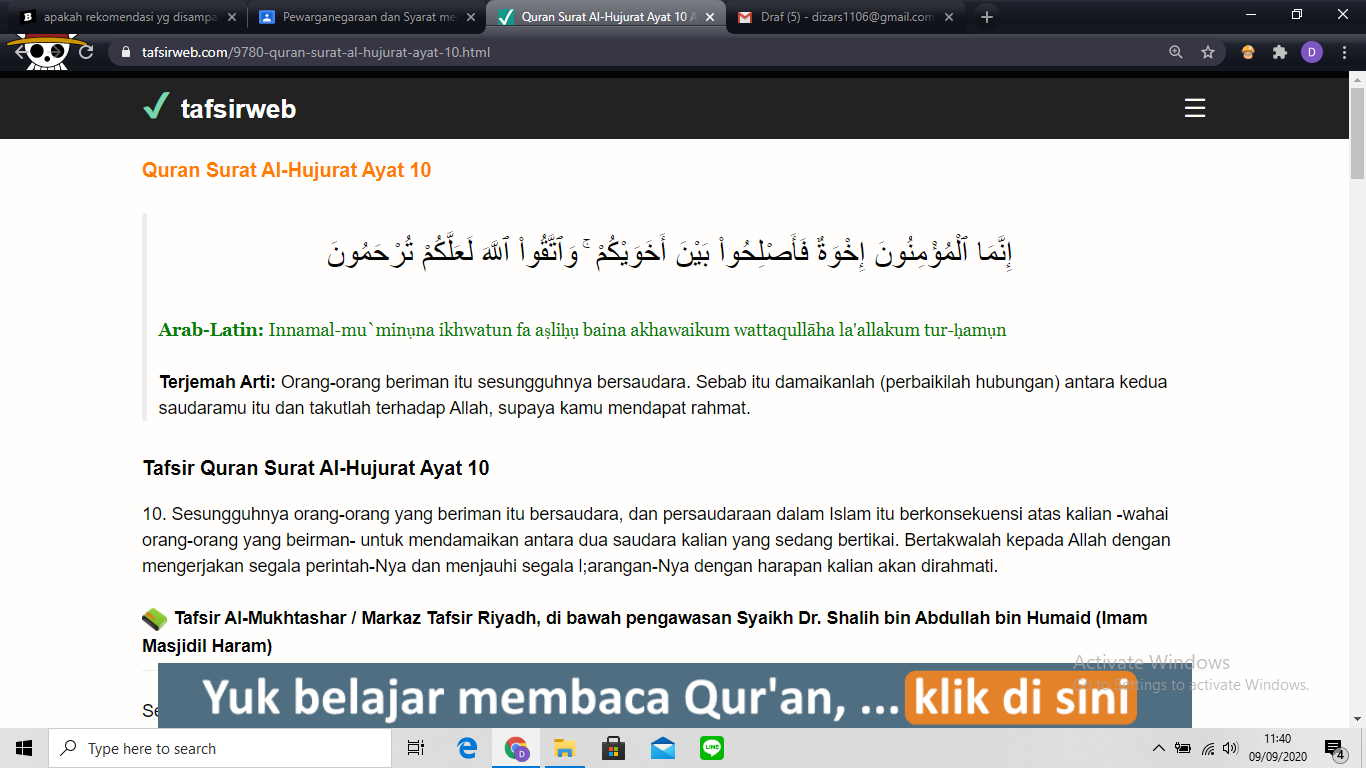 apakah rekomendasi yg disampa
Pewarganegaraan dan Syarat me
Quran Surat Al-Hujurat Ayat 10 A
Draf (5) - dizars1106@gmail.com
tafsirweb.com/9780-quran-surat-al-hujurat-ayat-10.html
D
tafsirweb
Quran Surat Al-Hujurat Ayat 10
إِنَّمَا ٱلْمُؤْمِنُونَ إِخْوَةٌ فَأَصْلِحُوا۟ بَيْنَ أَخَوَيْكُمْ ۚ وَٱتَّقُوا۟ ٱللَّهَ لَعَلَّكُمْ تُرْحَمُونَ
Arab-Latin: Innamal-mu`minụna ikhwatun fa aṣliḥụ baina akhawaikum wattaqullāha la'allakum tur-ḥamụn
Terjemah Arti: Orang-orang beriman itu sesungguhnya bersaudara. Sebab itu damaikanlah (perbaikilah hubungan) antara kedua
saudaramu itu dan takutlah terhadap Allah, supaya kamu mendapat rahmat.
Tafsir Quran Surat Al-Hujurat Ayat 10
10. Sesungguhnya orang-orang yang beriman itu bersaudara, dan persaudaraan dalam Islam itu berkonsekuensi atas kalian -wahai
orang-orang yang beirman- untuk mendamaikan antara dua saudara kalian yang sedang bertikai. Bertakwalah kepada Allah dengan
mengerjakan segala perintah-Nya dan menjauhi segala l;arangan-Nya dengan harapan kalian akan dirahmati.
Tafsir Al-Mukhtashar / Markaz Tafsir Riyadh, di bawah pengawasan Syaikh Dr. Shalih bin Abdullah bin Humaid (Imam
Masjidil Haram)
Activate Windows
Go to Settings to activate Windows.
Yuk belajar membaca Qur'an, ... klik di sini
Type here to search
LINE
11:40
09/09/2020
4